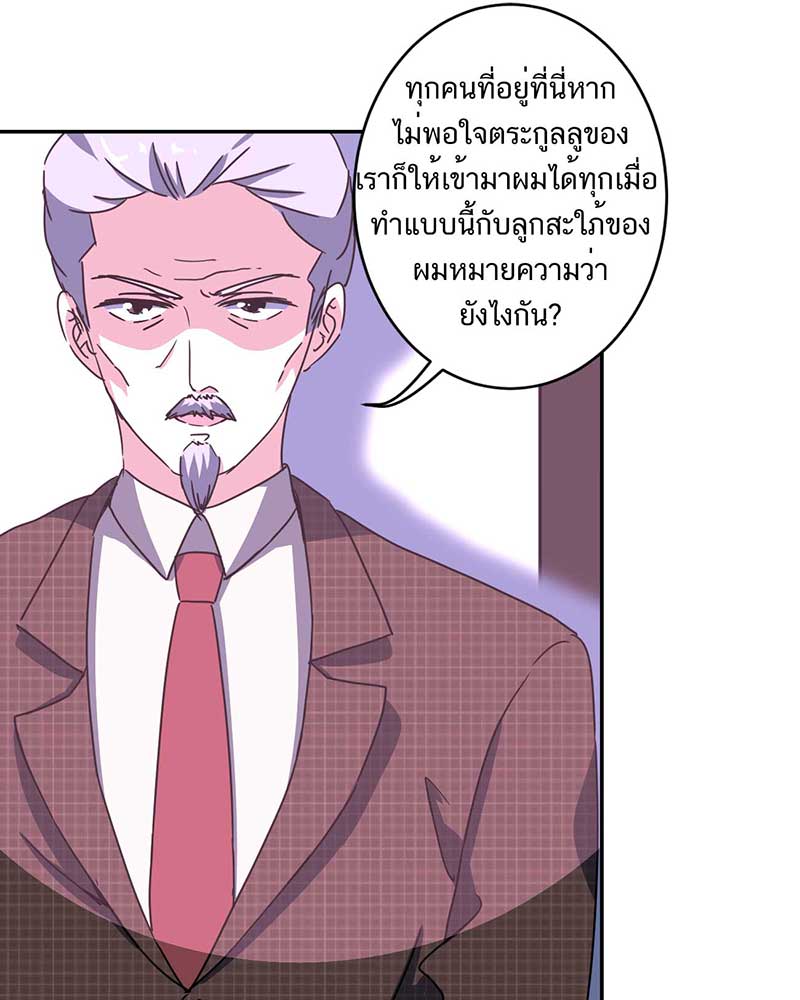 ทุกคนที่อยู่ที่นี่หาก
ไม่พอใจตระกูลลูของ
เราก็ให้เข้ามาผมได้ทุกเมื่อ
ทำแบบนี้กับลูกสะใภ้ของ
ผมหมายความว่า
ยังไงกัน?